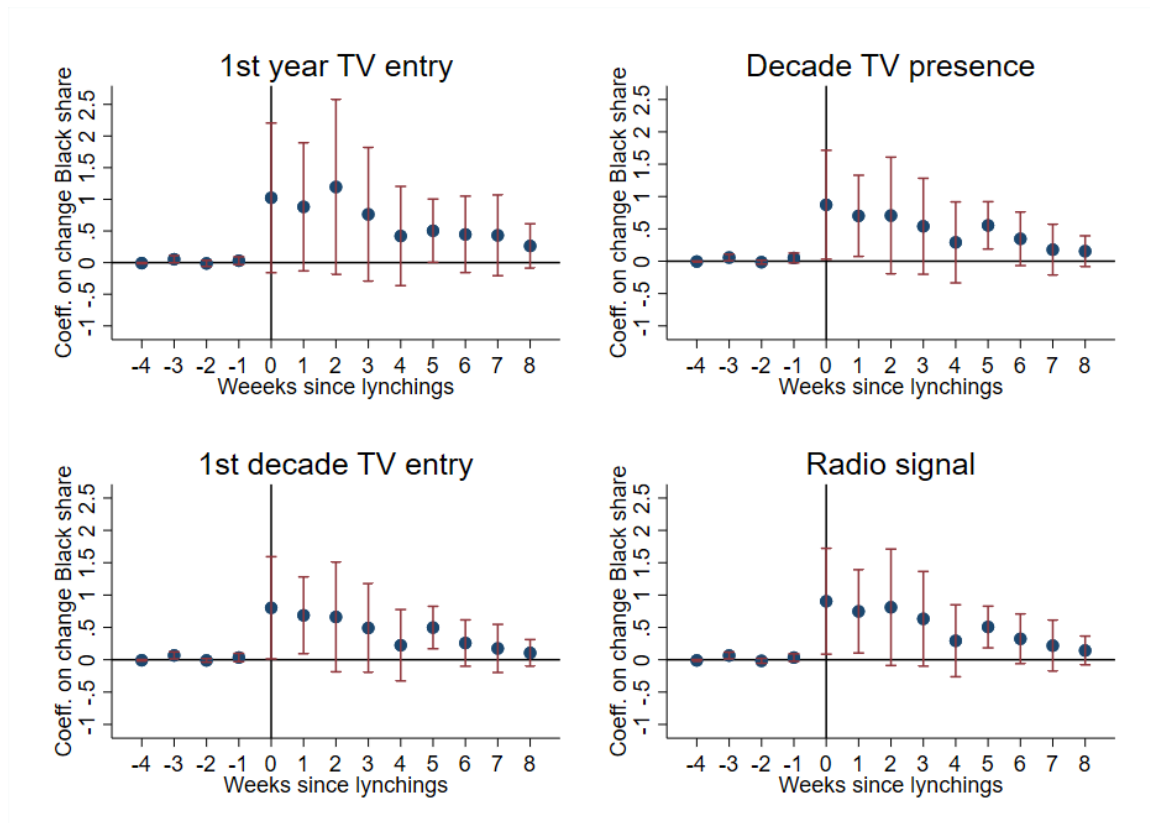 1st year TV entry
Coeff. on change Black share
-1 -.5 0 .5 1 1.5 2 2.5
-4 -3 -2 -1 0 1 2 3 4 5 6 7 8
Weeeks since lynchings
Decade TV presence
Coeff. on change Black share
-1 -.5 0 .5 1 1.5 2 2.5
-4 -3 -2 -1 0 1 2 3 4 5 6 7 8
Weeks since lynchings
1st decade TV entry
Coeff. on change Black share
-1 -.5 0 .5 1 1.5 2 2.5
-4 -3 -2 -1 0 1 2 3 4 5 6 7 8
Weeks since lynchings
Radio signal
Coeff. on change Black share
-1 -.5 0 .5 1 1.5 2 2.5
-4 -3 -2 -1 0 1 2 3 4 5 6 7 8
Weeks since lynchings